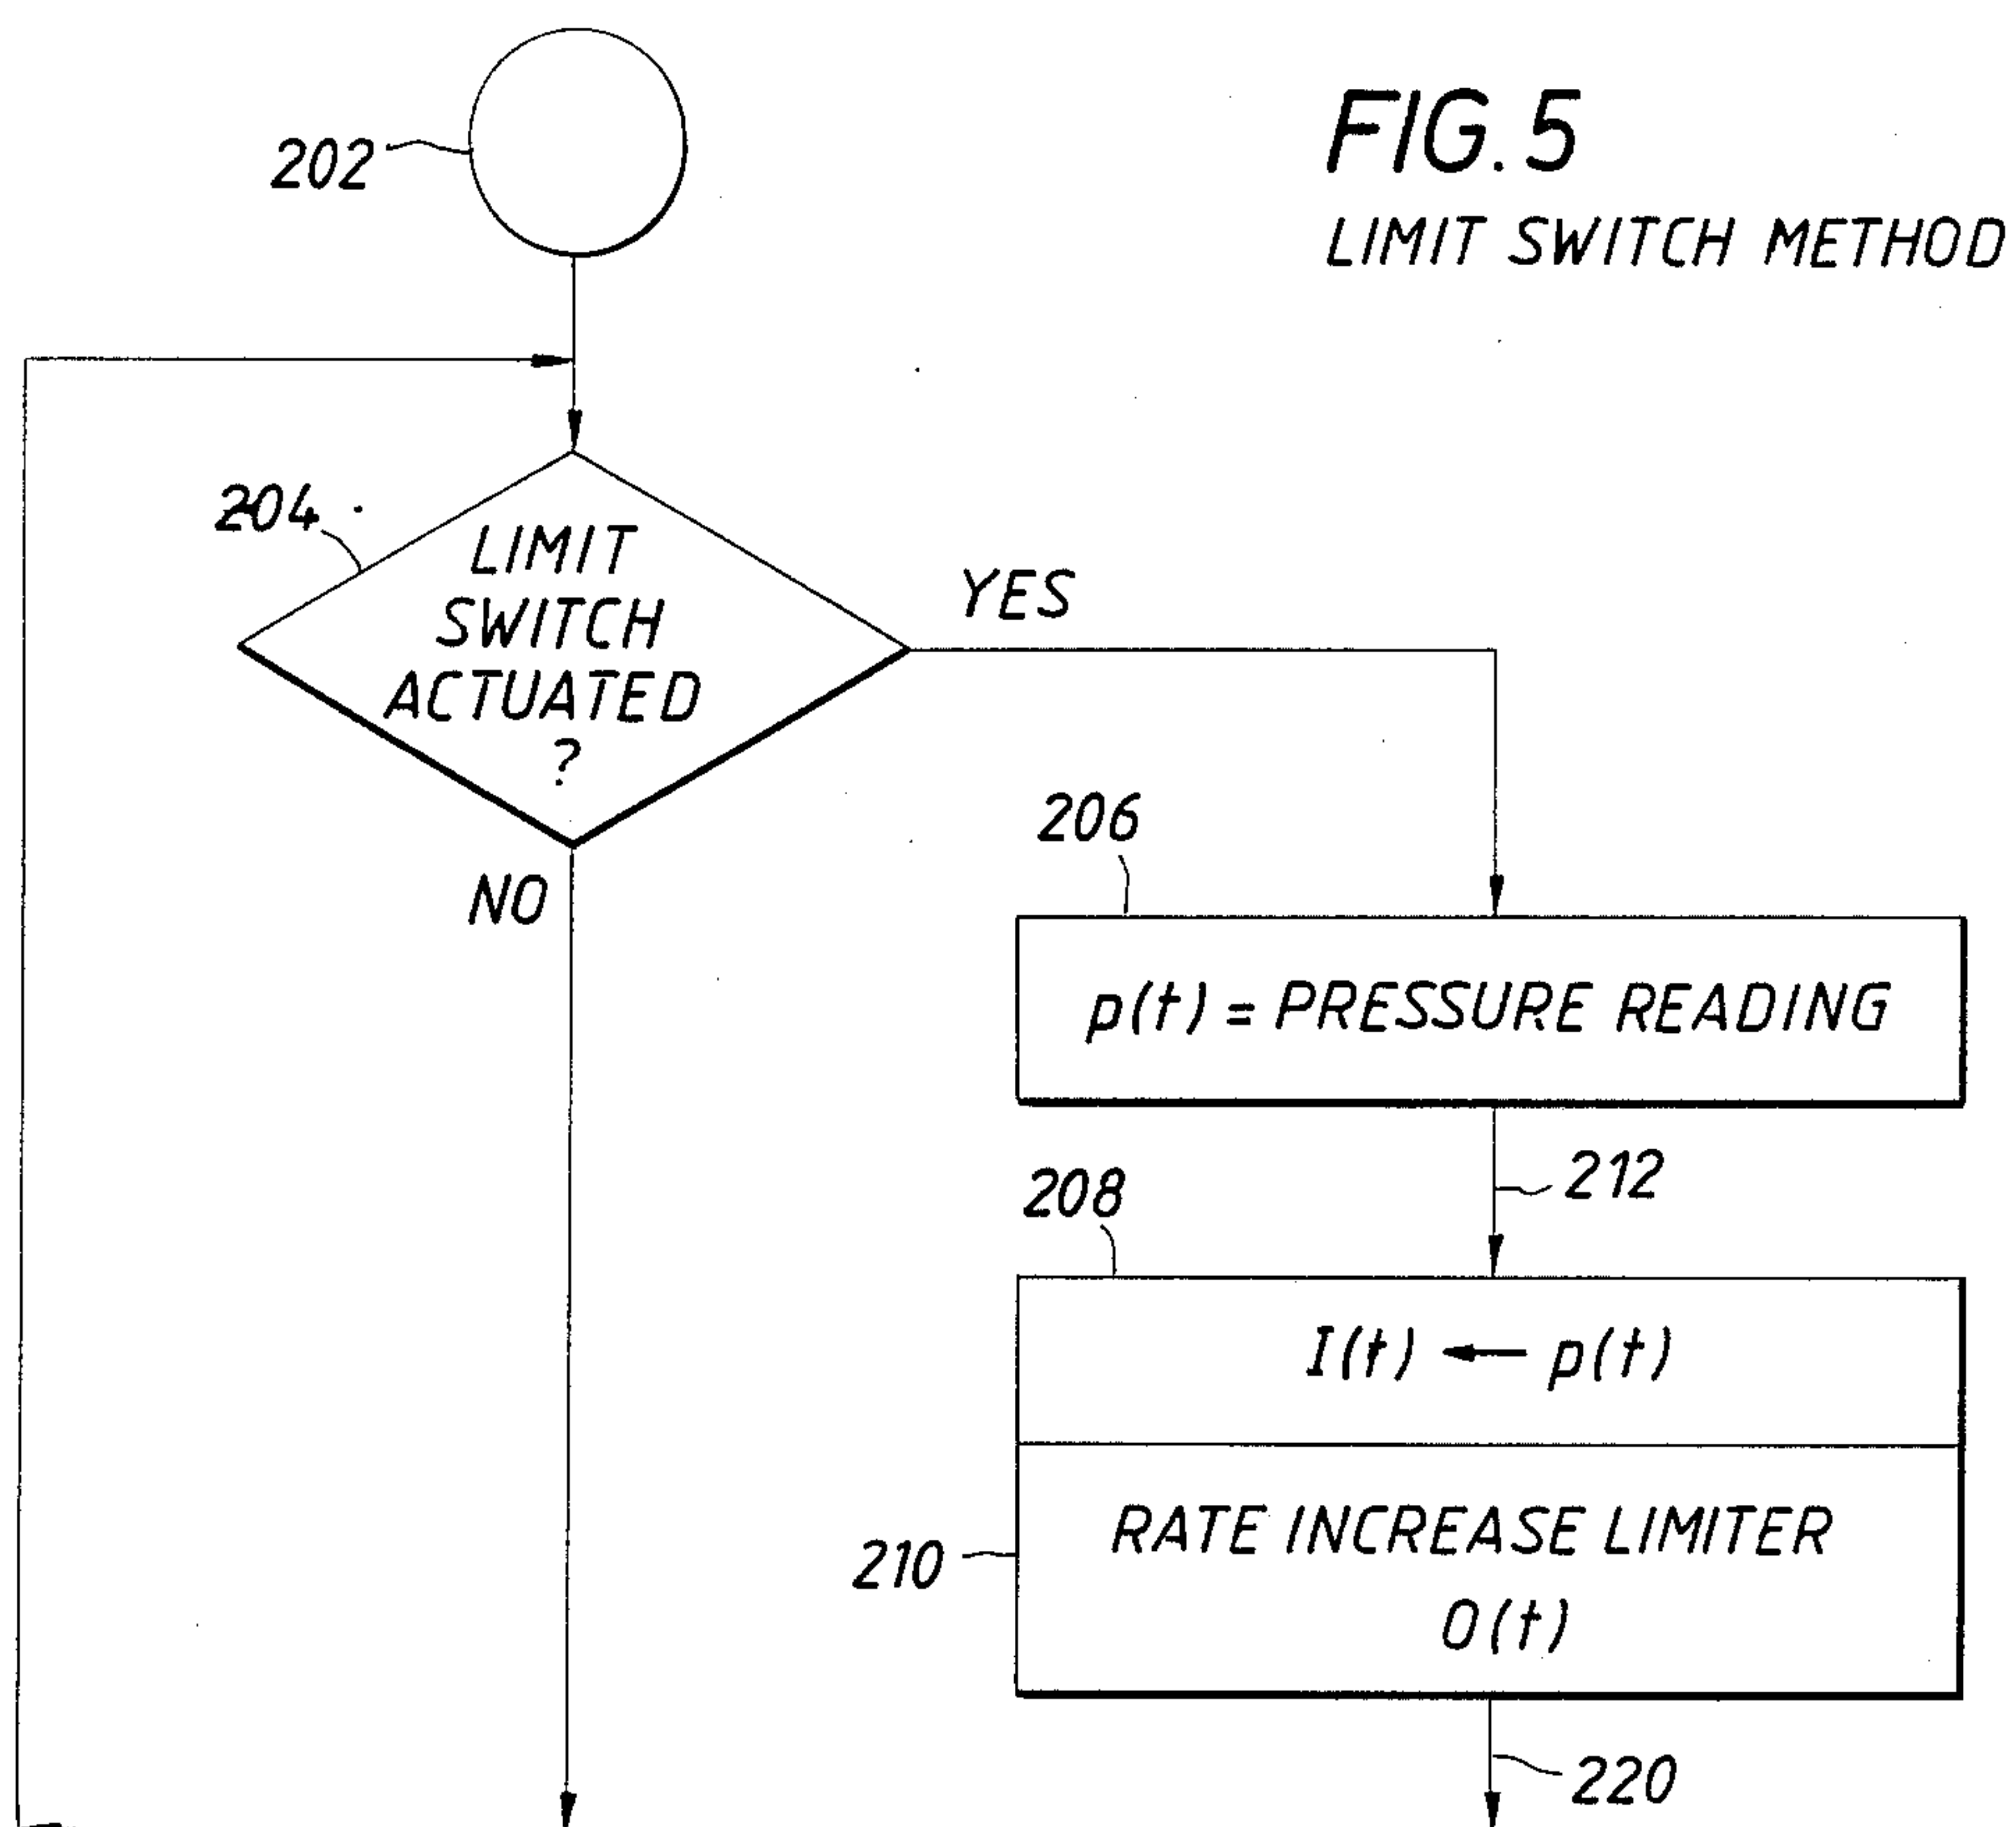 FIG. 5
LIMIT SWITCH METHOD
202
204
LIMIT
SWITCH
ACTUATED
?
YES
NO
206
p(t) = PRESSURE READING
212
208
I(t) ← p(t)
210
RATE INCREASE LIMITER
O(t)
220